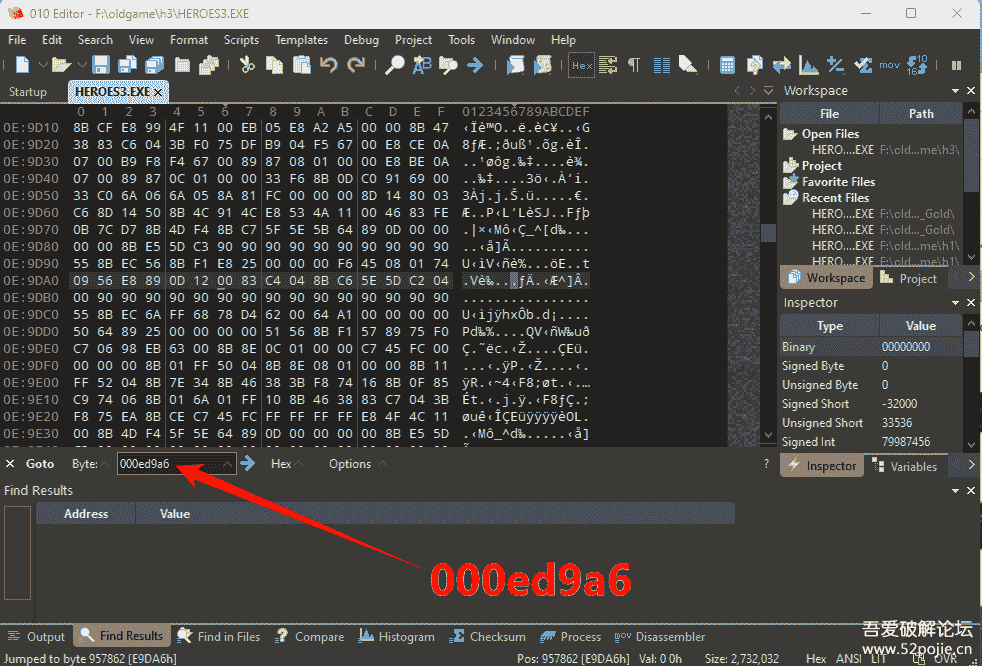 010 Editor - F:\oldgame\h3\HEROES3.EXE
File Edit Search View Format Scripts Templates Debug Project Tools Window Help
Startup HEROES3.EXE
0 1 2 3 4 5 6 7 8 9 A B C D E F 0123456789ABCDEF
0E:9D10 8B CF E8 99 4F 11 00 EB 05 E8 A2 A5 00 00 8B 47
0E:9D20 38 83 C6 04 3B F0 75 DF B9 04 F5 67 00 E8 CE 0A
0E:9D30 07 00 B9 F8 F4 67 00 89 87 08 01 00 00 E8 BE 0A
0E:9D40 07 00 89 87 0C 01 00 00 33 F6 8B 0D C0 91 69 00
0E:9D50 33 C0 6A 06 6A 05 8A 81 FC 00 00 00 8D 14 80 03
0E:9D60 C6 8D 14 50 8B 4C 91 4C E8 53 4A 11 00 46 83 FE
0E:9D70 0B 7C D7 8B 4D F4 8B C7 5F 5E 5B 64 89 0D 00 00
0E:9D80 00 00 8B E5 5D C3 90 90 90 90 90 90 90 90 90 90
0E:9D90 55 8B EC 56 8B F1 E8 25 00 00 00 F6 45 08 01 74
0E:9DA0 09 56 E8 89 0D 12 00 83 C4 04 8B C6 5E 5D C2 04
0E:9DB0 00 90 90 90 90 90 90 90 90 90 90 90 90 90 90 90
0E:9DC0 55 8B EC 6A FF 68 78 D4 62 00 64 A1 00 00 00 00
0E:9DD0 50 64 89 25 00 00 00 00 51 56 8B F1 57 89 75 F0
0E:9DE0 C7 06 98 EB 63 00 8B 8E 0C 01 00 00 C7 45 FC 00
0E:9DF0 00 00 00 8B 01 FF 50 04 8B 8E 08 01 00 00 8B 11
0E:9E00 FF 52 04 8B 7E 34 8B 46 38 3B F8 74 16 8B 0F 85
0E:9E10 C9 74 06 8B 01 6A 01 FF 10 8B 46 38 83 C7 04 3B
0E:9E20 F8 75 EA 8B CE C7 45 FC FF FF FF FF E8 4F 4C 11
0E:9E30 00 8B 4D F4 5F 5E 64 89 0D 00 00 00 00 8B E5 5D
Workspace
File Path
Open Files
HERO....EXE F:\old...me\h3\
Project
Favorite Files
Recent Files
HERO....EXE F:\old..._Gold\
HERO....EXE F:\old..._Gold\
HERO....EXE F:\old...me\h1\
HERO....EXE F:\old...me\h1\
Workspace Project
Inspector
Type Value
Binary 00000000
Signed Byte 0
Unsigned Byte 0
Signed Short -32000
Unsigned Short 33536
Signed Int 79987456
Inspector Variables
Goto Byte: 000ed9a6 Hex Options ?
Find Results
Address Value
000ed9a6
Output Find Results Find in Files Compare Histogram Checksum Process Disassembler
Jumped to byte 957862 [E9DA6h] Pos: 957862 [E9DA6h] Val: 0 0h Size: 2,732,032 Hex ANSI LIT OVR
吾爱破解论坛
www.52pojie.cn